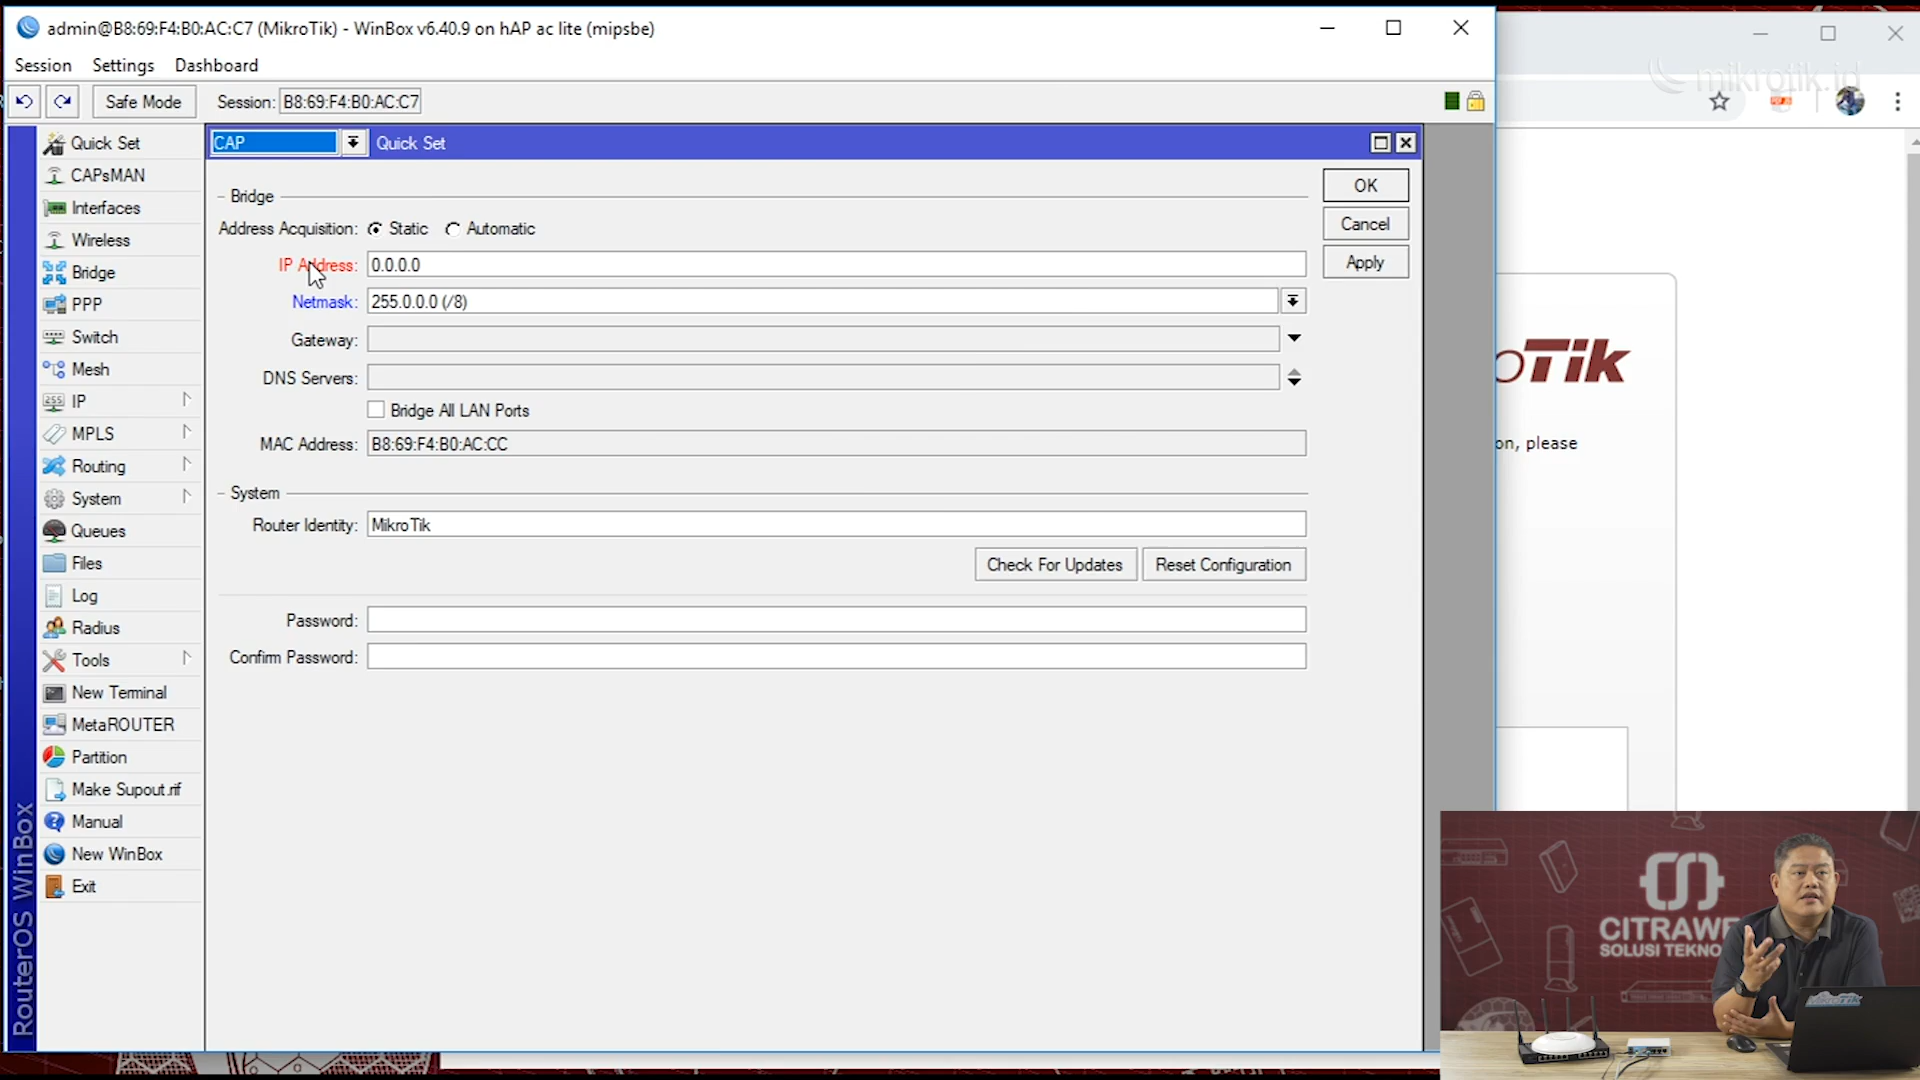 admin@B8:69:F4:B0:AC:C7 (MikroTik) - WinBox v6.40.9 on hAP ac lite (mipsbe)
Session Settings Dashboard
Safe Mode Session: B8:69:F4:B0:AC:C7
mikrotik.id
Quick Set
CAPsMAN
Interfaces
Wireless
Bridge
PPP
Switch
Mesh
IP
MPLS
Routing
System
Queues
Files
Log
Radius
Tools
New Terminal
MetaROUTER
Partition
Make Supout.rif
Manual
New WinBox
Exit
RouterOS WinBox
CAP Quick Set
Bridge
Address Acquisition: Static Automatic
IP Address: 0.0.0.0
Netmask: 255.0.0.0 (/8)
Gateway:
DNS Servers:
Bridge All LAN Ports
MAC Address: B8:69:F4:B0:AC:CC
System
Router Identity: MikroTik
Check For Updates Reset Configuration
Password:
Confirm Password:
OK
Cancel
Apply
oTik
on, please
CITRAWE
SOLUSI TEKNO
MikroTik